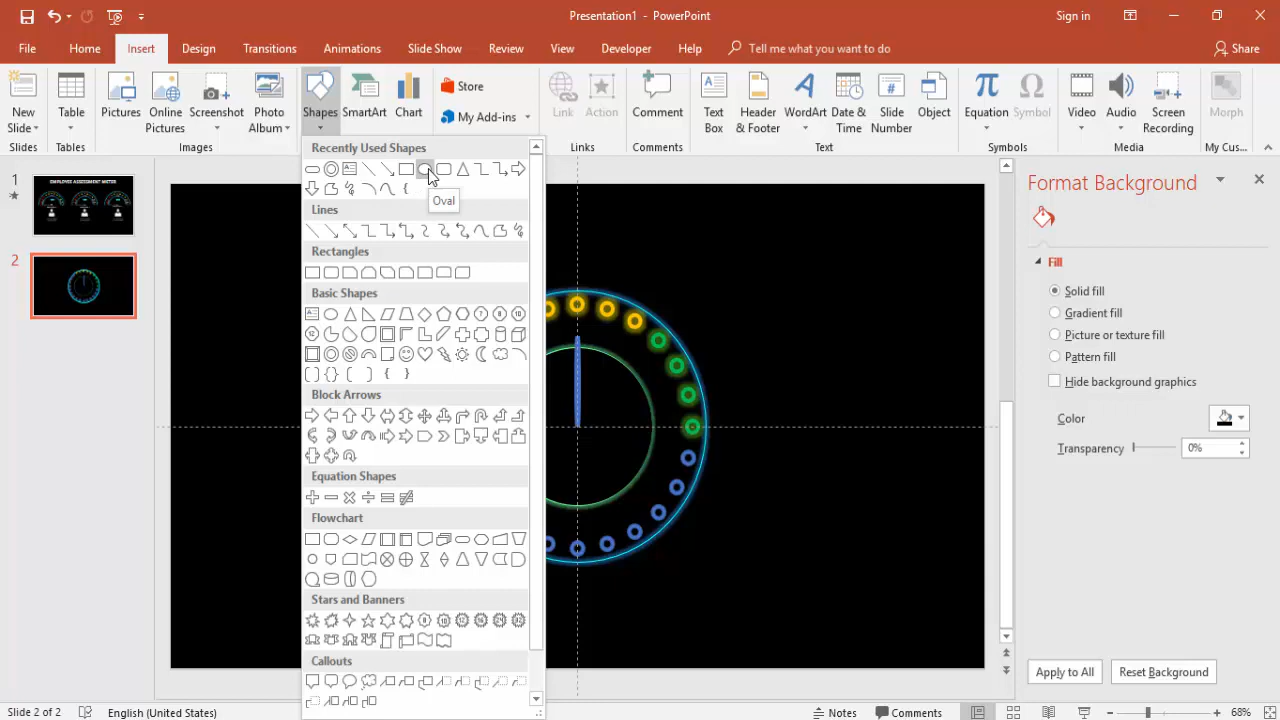 Presentation1 - PowerPoint
Sign in
File Home Insert Design Transitions Animations Slide Show Review View Developer Help Tell me what you want to do Share
New Slide Table Pictures Online Pictures Screenshot Photo Album Shapes SmartArt Chart Store My Add-ins Link Action Comment Text Box Header & Footer WordArt Date & Time Slide Number Object Equation Symbol Video Audio Screen Recording Morph
Slides Tables Images Links Comments Text Symbols Media My Cust...
Recently Used Shapes
Oval
Lines
Rectangles
Basic Shapes
Block Arrows
Equation Shapes
Flowchart
Stars and Banners
Callouts
1
EMPLOYEE ASSESSMENT METER
2
Format Background
Fill
Solid fill
Gradient fill
Picture or texture fill
Pattern fill
Hide background graphics
Color
Transparency 0%
Apply to All Reset Background
Slide 2 of 2 English (United States) Notes Comments 68%